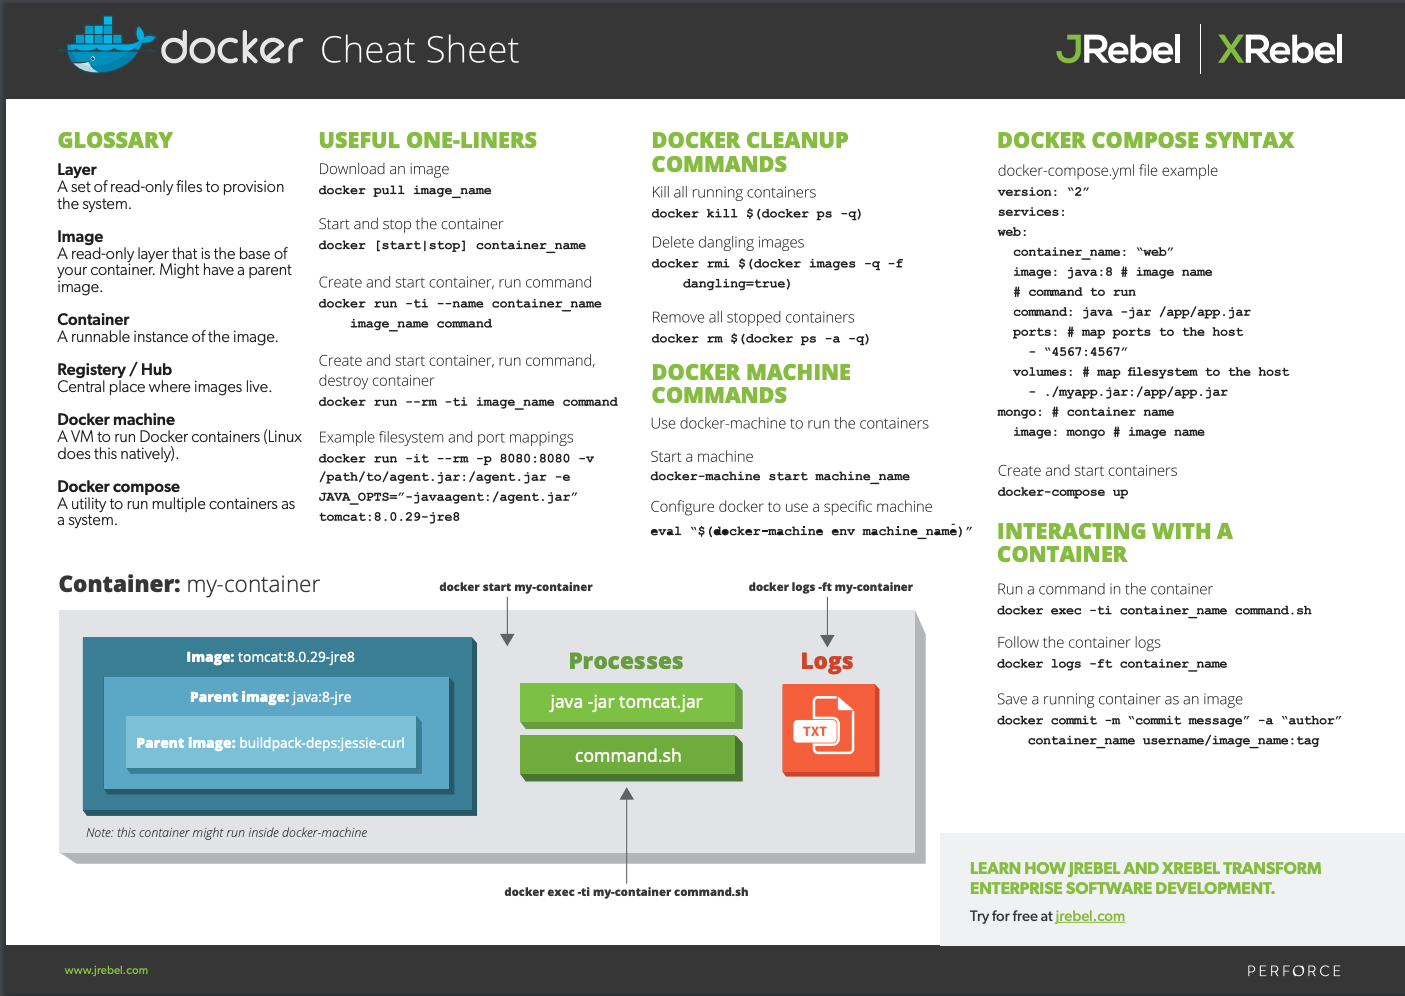 docker Cheat Sheet
JRebel | XRebel
GLOSSARY
Layer
A set of read-only files to provision
the system.
Image
A read-only layer that is the base of
your container. Might have a parent
image.
Container
A runnable instance of the image.
Registery / Hub
Central place where images live.
Docker machine
A VM to run Docker containers (Linux
does this natively).
Docker compose
A utility to run multiple containers as
a system.
USEFUL ONE-LINERS
Download an image
docker pull image_name
Start and stop the container
docker [start|stop] container_name
Create and start container, run command
docker run -ti --name container_name
image_name command
Create and start container, run command,
destroy container
docker run --rm -ti image_name command
Example filesystem and port mappings
docker run -it --rm -p 8080:8080 -v
/path/to/agent.jar:/agent.jar -e
JAVA_OPTS=”-javaagent:/agent.jar”
tomcat:8.0.29-jre8
DOCKER CLEANUP
COMMANDS
Kill all running containers
docker kill $(docker ps -q)
Delete dangling images
docker rmi $(docker images -q -f
dangling=true)
Remove all stopped containers
docker rm $(docker ps -a -q)
DOCKER MACHINE
COMMANDS
Use docker-machine to run the containers
Start a machine
docker-machine start machine_name
Configure docker to use a specific machine
eval “$(docker-machine env machine_name)”
DOCKER COMPOSE SYNTAX
docker-compose.yml file example
version: “2”
services:
web:
container_name: “web”
image: java:8 # image name
# command to run
command: java -jar /app/app.jar
ports: # map ports to the host
- “4567:4567”
volumes: # map filesystem to the host
- ./myapp.jar:/app/app.jar
mongo: # container name
image: mongo # image name
Create and start containers
docker-compose up
INTERACTING WITH A
CONTAINER
Run a command in the container
docker exec -ti container_name command.sh
Follow the container logs
docker logs -ft container_name
Save a running container as an image
docker commit -m “commit message” -a “author”
container_name username/image_name:tag
Container: my-container
docker start my-container
docker logs -ft my-container
Image: tomcat:8.0.29-jre8
Parent image: java:8-jre
Parent image: buildpack-deps:jessie-curl
Note: this container might run inside docker-machine
Processes
java -jar tomcat.jar
command.sh
Logs
TXT
docker exec -ti my-container command.sh
LEARN HOW JREBEL AND XREBEL TRANSFORM
ENTERPRISE SOFTWARE DEVELOPMENT.
Try for free at jrebel.com
www.jrebel.com
PERFORCE